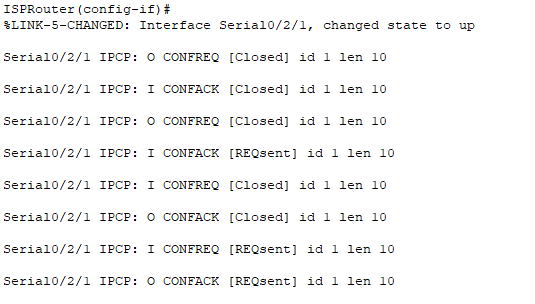 ISPRouter(config-if)#
%LINK-5-CHANGED: Interface Serial0/2/1, changed state to up
Serial0/2/1 IPCP: O CONFREQ [Closed] id 1 len 10
Serial0/2/1 IPCP: I CONFACK [Closed] id 1 len 10
Serial0/2/1 IPCP: O CONFREQ [Closed] id 1 len 10
Serial0/2/1 IPCP: I CONFACK [REQsent] id 1 len 10
Serial0/2/1 IPCP: I CONFREQ [Closed] id 1 len 10
Serial0/2/1 IPCP: O CONFACK [Closed] id 1 len 10
Serial0/2/1 IPCP: I CONFREQ [REQsent] id 1 len 10
Serial0/2/1 IPCP: O CONFACK [REQsent] id 1 len 10